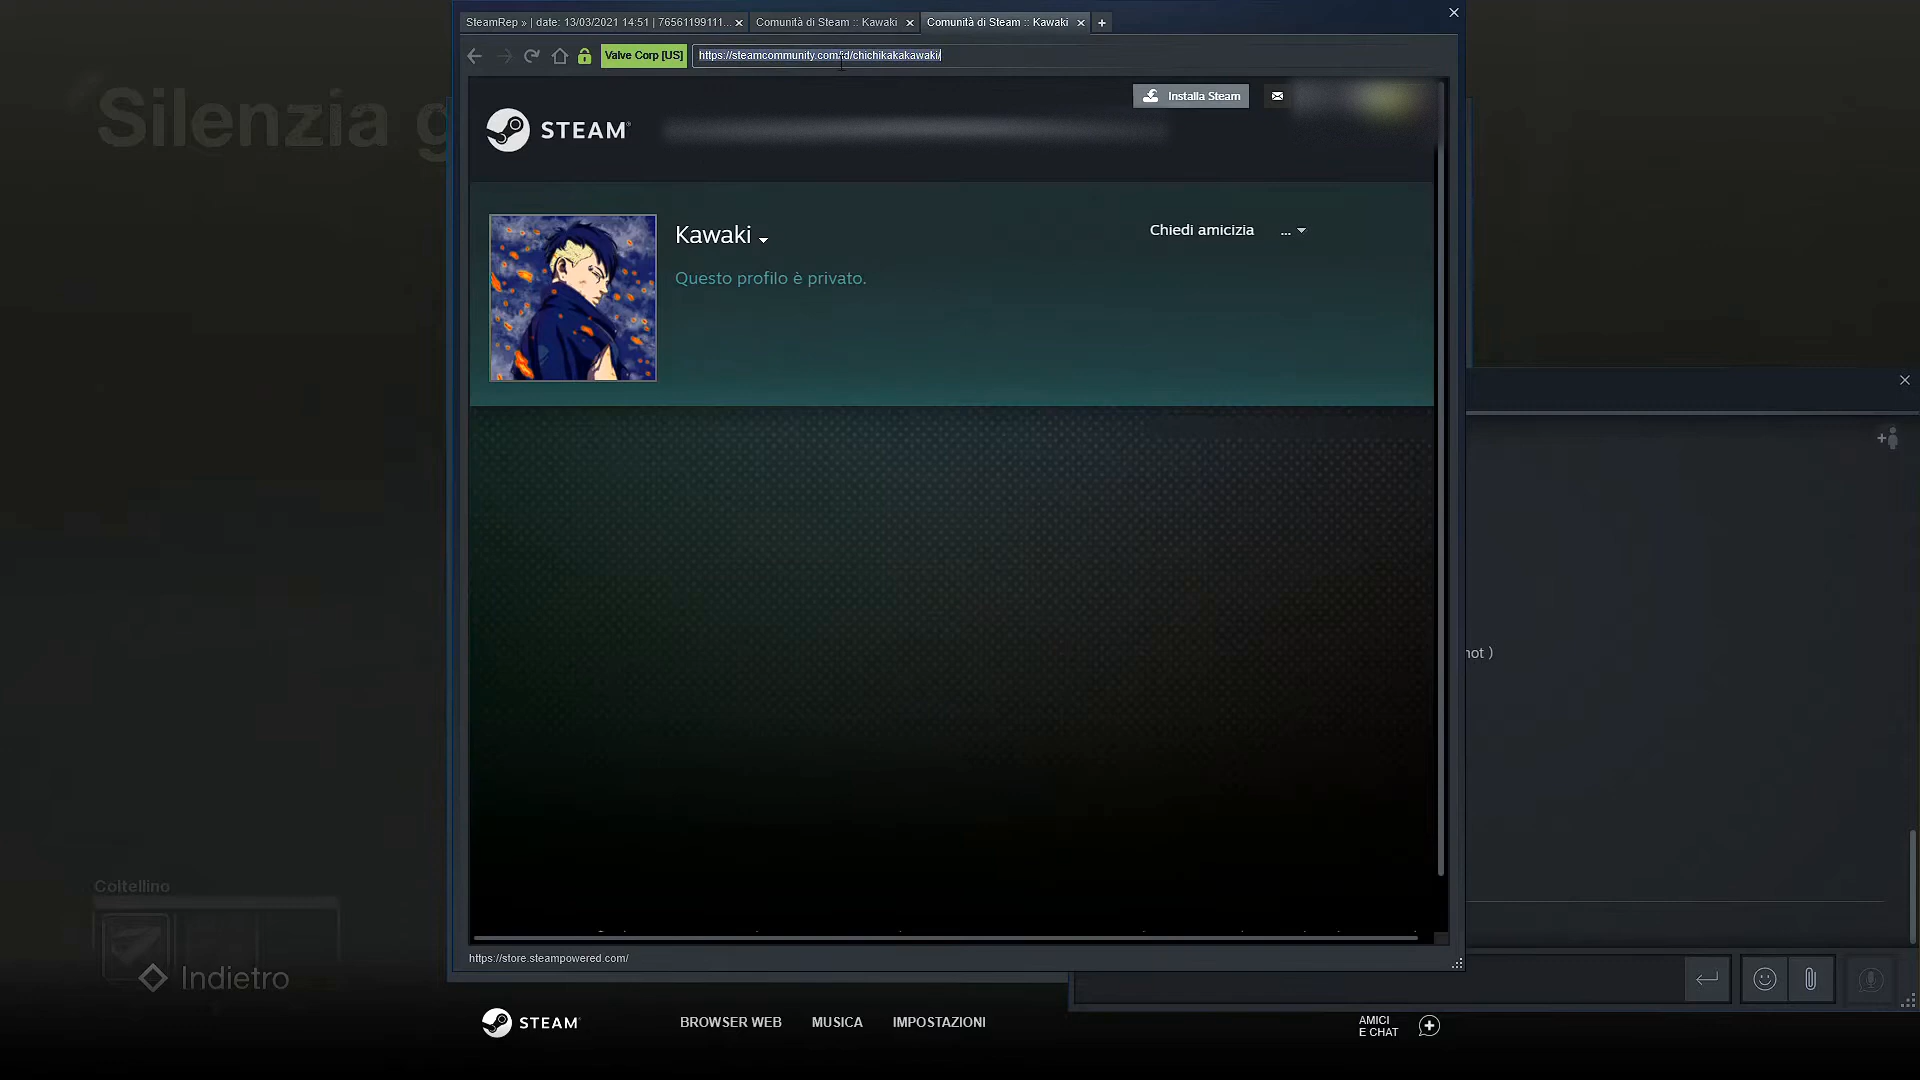 SteamRep » | date: 13/03/2021 14:51 | 76561199111...
Comunità di Steam :: Kawaki
Comunità di Steam :: Kawaki
Valve Corp [US]
https://steamcommunity.com/id/chichikakakawaki/
Silenzia g
Installa Steam
STEAM
Kawaki
Chiedi amicizia
...
Questo profilo è privato.
not )
Coltellino
Indietro
https://store.steampowered.com/
STEAM
BROWSER WEB
MUSICA
IMPOSTAZIONI
AMICI
E CHAT